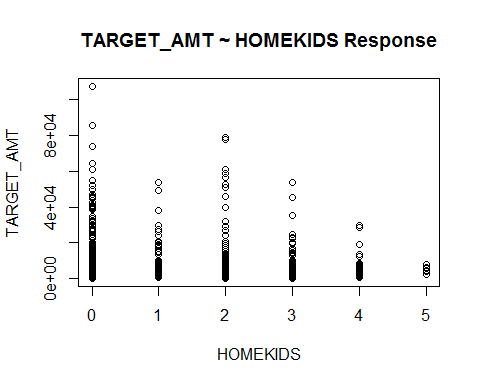 TARGET_AMT ~ HOMEKIDS Response
TARGET_AMT
8e+04
4e+04
0e+00
0 1 2 3 4 5
HOMEKIDS